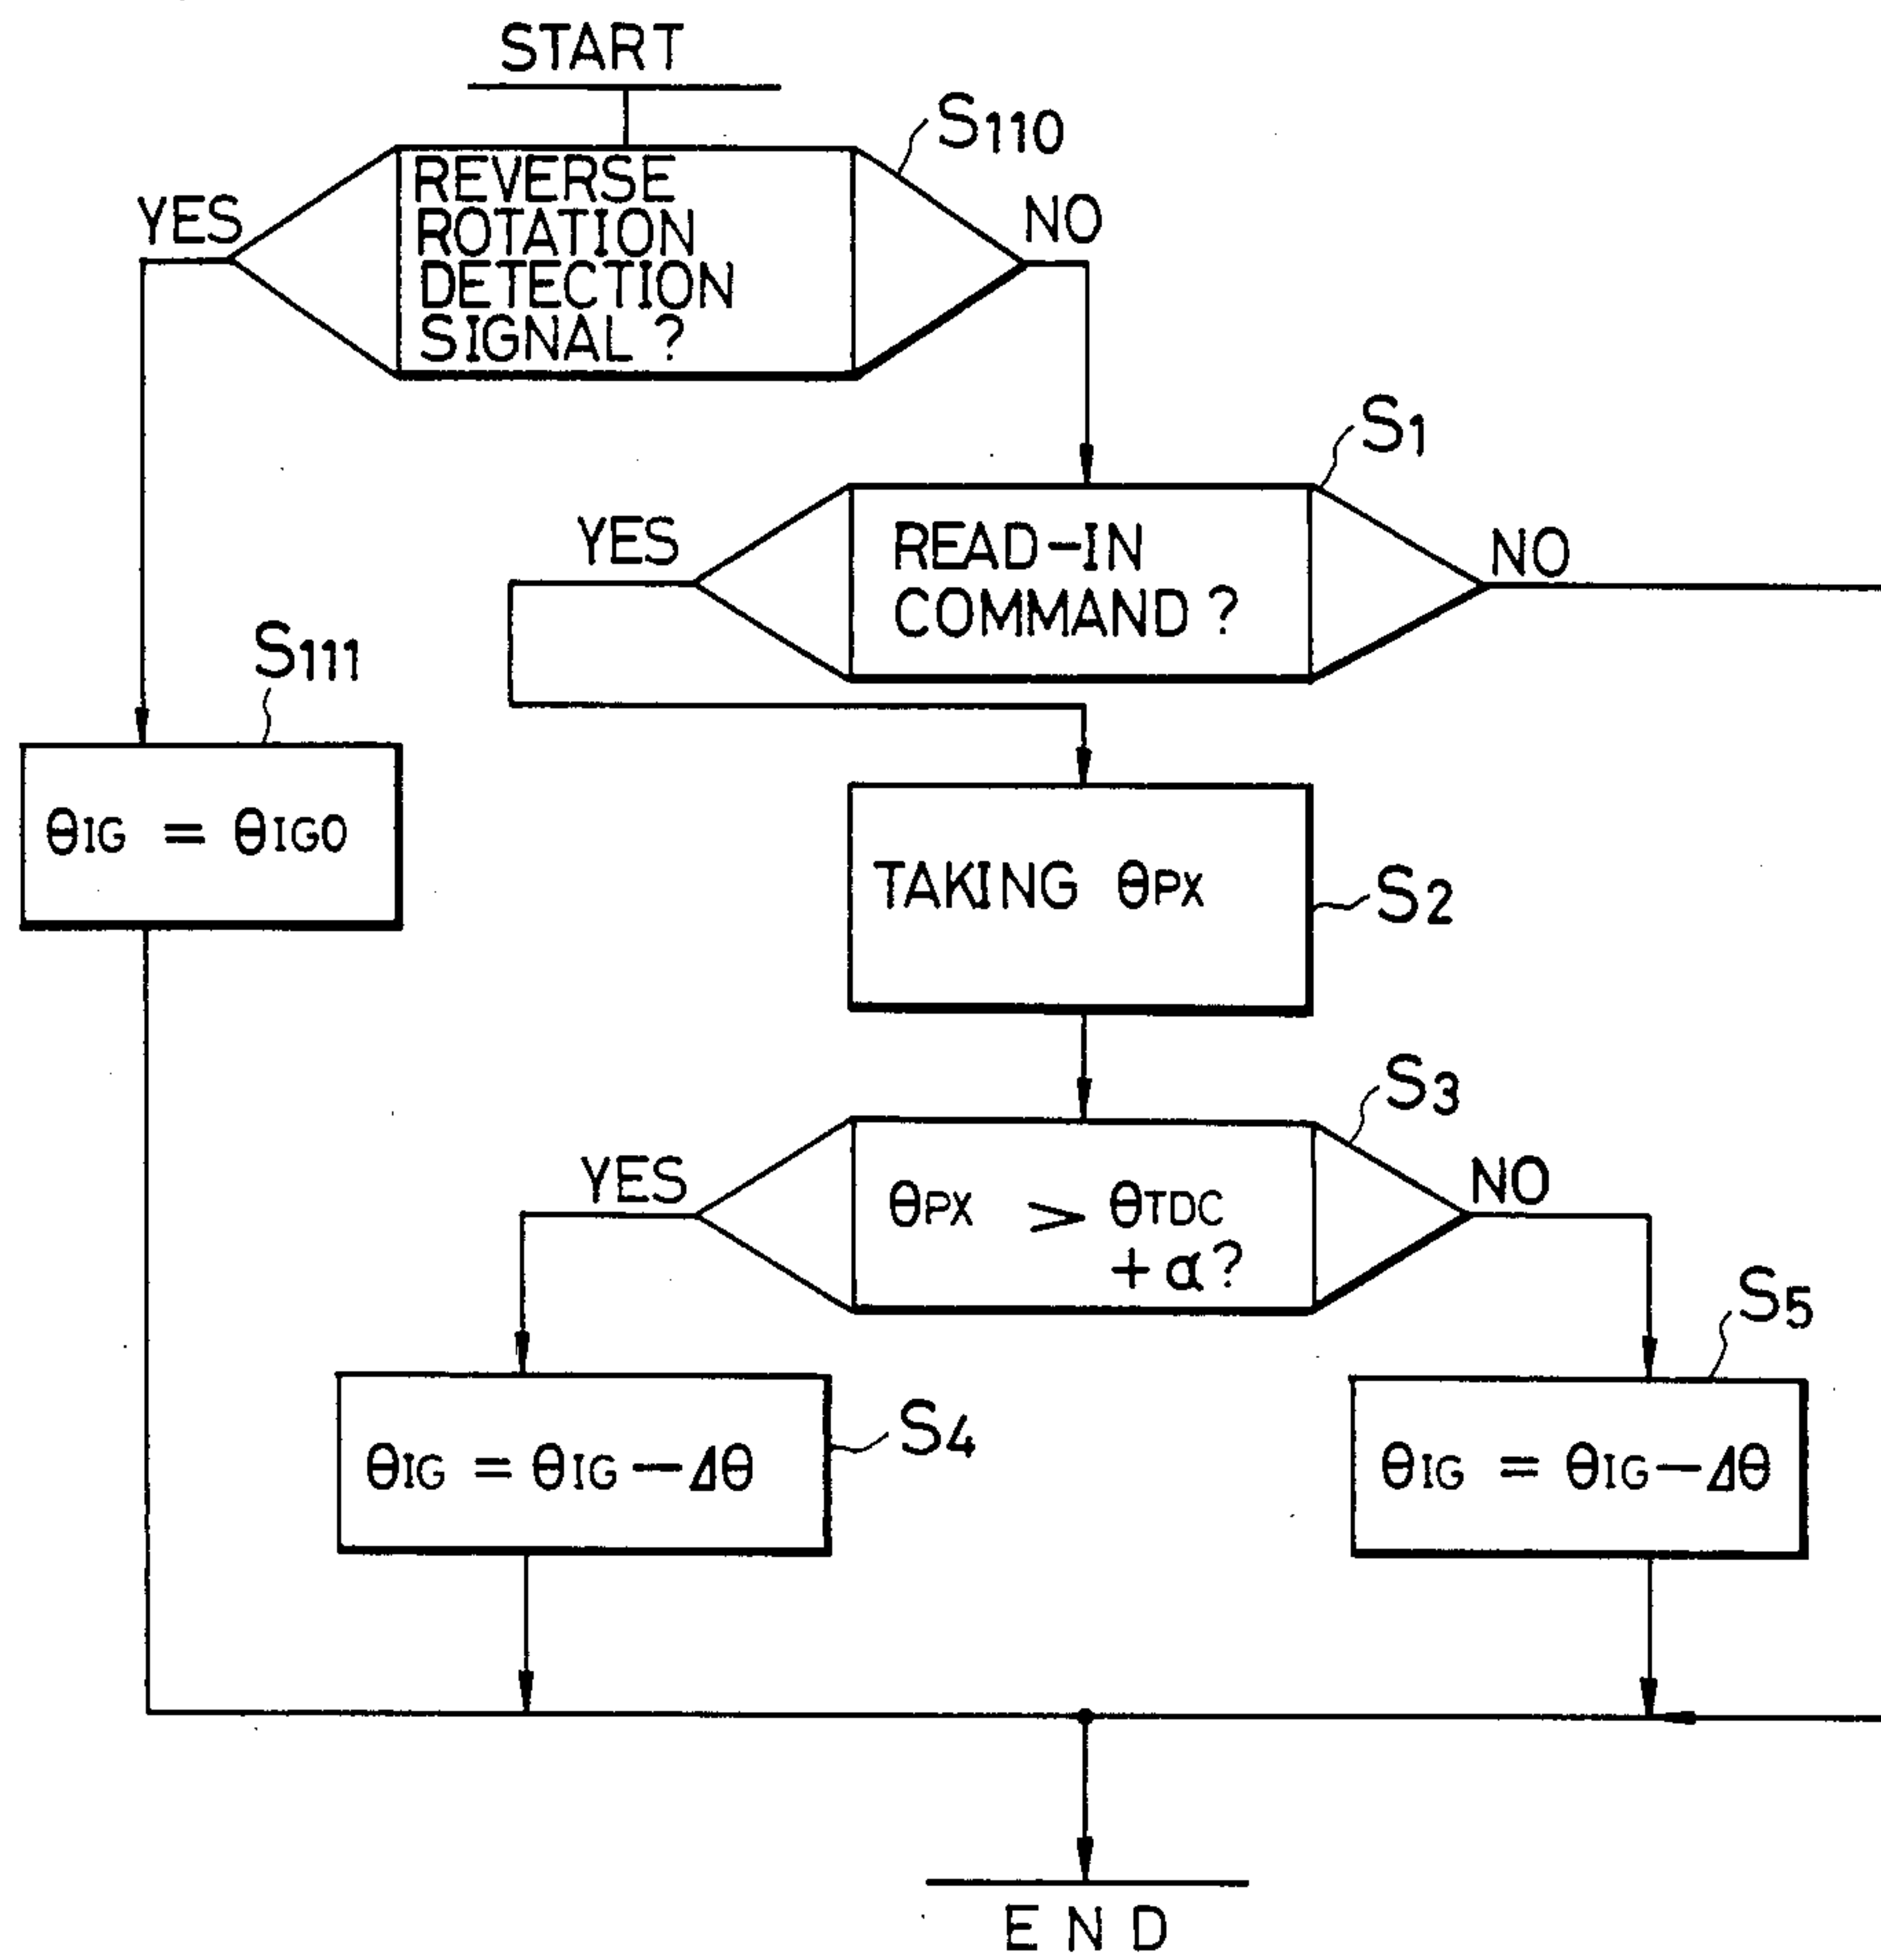 START
S110
REVERSE
ROTATION
DETECTION
SIGNAL ?
YES
NO
S1
READ-IN
COMMAND ?
YES
NO
S111
θIG = θIG0
TAKING θPX
S2
S3
θPX > θTDC
+α?
YES
NO
S4
θIG = θIG-Δθ
S5
θIG = θIG-Δθ
END